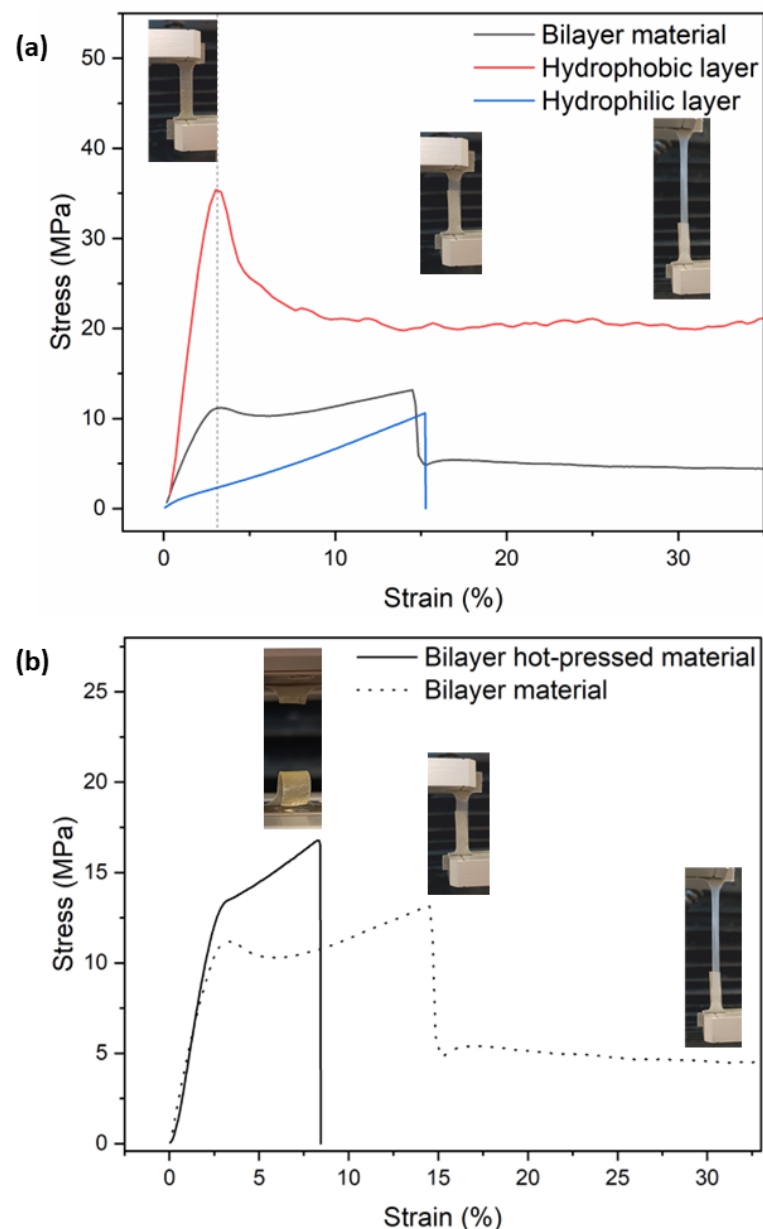 (a)
Bilayer material
Hydrophobic layer
Hydrophilic layer
50
40
30
20
10
0
Stress (MPa)
0
10
20
30
Strain (%)
(b)
Bilayer hot-pressed material
Bilayer material
25
20
15
10
5
0
Stress (MPa)
0
5
10
15
20
25
30
Strain (%)